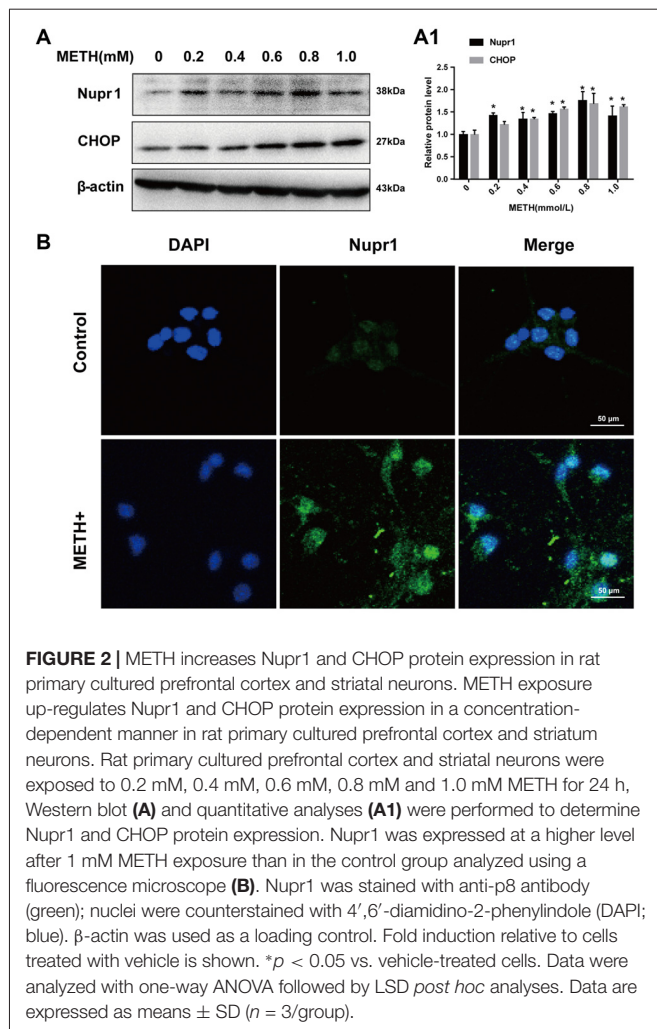 A
METH(mM) 0 0.2 0.4 0.6 0.8 1.0
Nupr1 38kDa
CHOP 27kDa
β-actin 43kDa
A1
Nupr1
CHOP
Relative protein level
2.5
2.0
1.5
1.0
0.5
0.0
* * * * * * * * *
0 0.2 0.4 0.6 0.8 1.0
METH(mmol/L)
B
DAPI Nupr1 Merge
Control
50 μm
METH+
50 μm
FIGURE 2 | METH increases Nupr1 and CHOP protein expression in rat
primary cultured prefrontal cortex and striatal neurons. METH exposure
up-regulates Nupr1 and CHOP protein expression in a concentration-
dependent manner in rat primary cultured prefrontal cortex and striatum
neurons. Rat primary cultured prefrontal cortex and striatal neurons were
exposed to 0.2 mM, 0.4 mM, 0.6 mM, 0.8 mM and 1.0 mM METH for 24 h,
Western blot (A) and quantitative analyses (A1) were performed to determine
Nupr1 and CHOP protein expression. Nupr1 was expressed at a higher level
after 1 mM METH exposure than in the control group analyzed using a
fluorescence microscope (B). Nupr1 was stained with anti-p8 antibody
(green); nuclei were counterstained with 4′,6′-diamidino-2-phenylindole (DAPI;
blue). β-actin was used as a loading control. Fold induction relative to cells
treated with vehicle is shown. *p < 0.05 vs. vehicle-treated cells. Data were
analyzed with one-way ANOVA followed by LSD post hoc analyses. Data are
expressed as means ± SD (n = 3/group).